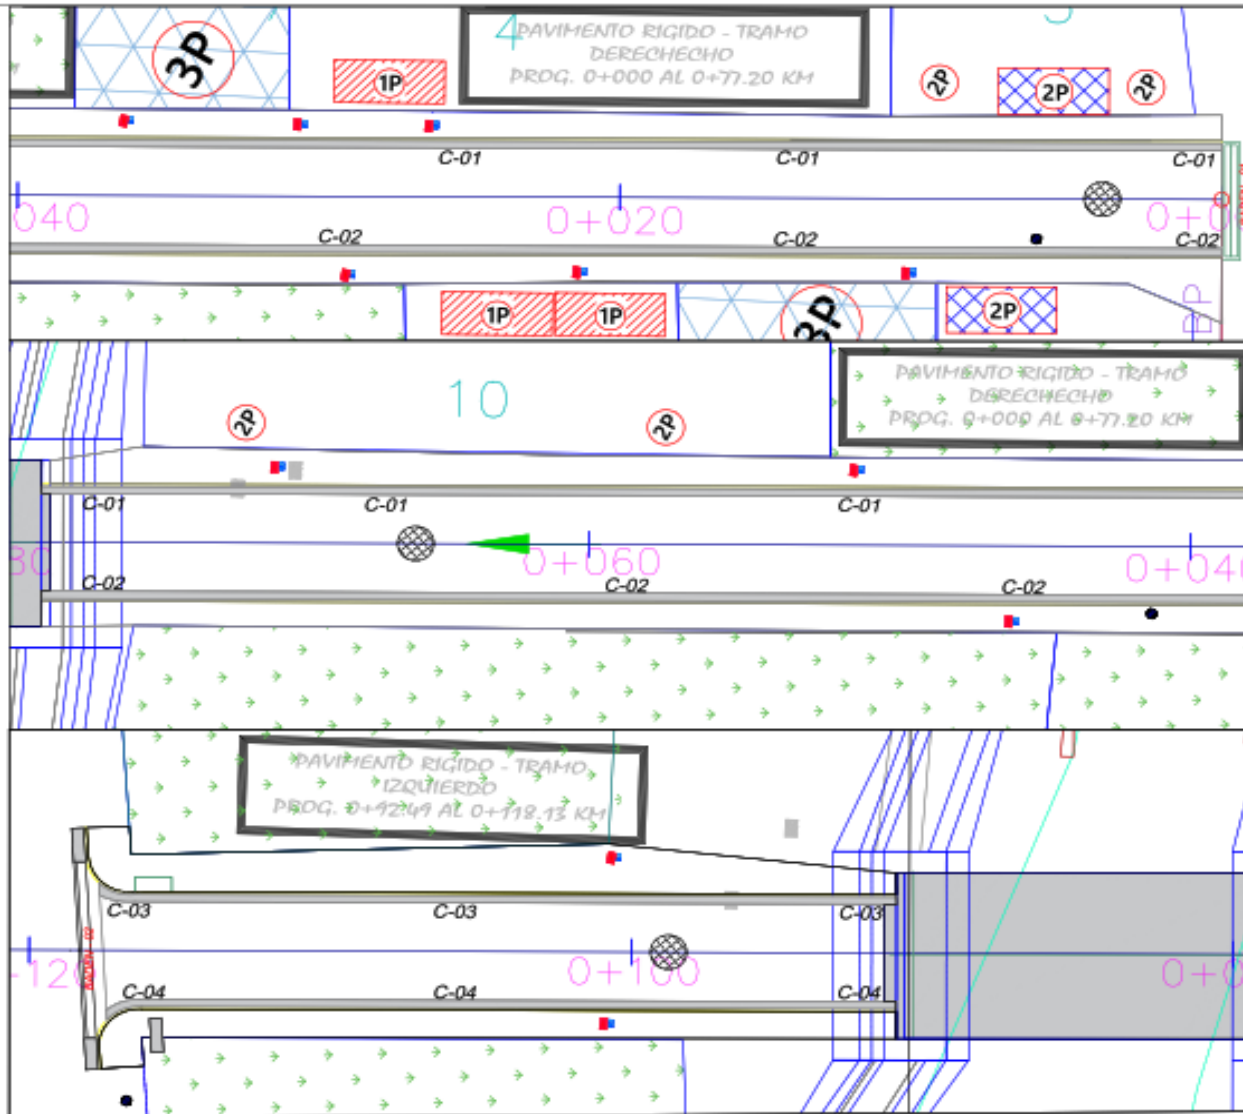 4
PAVIMENTO RIGIDO - TRAMO
DERECHECHO
PROG. 0+000 AL 0+77.20 KM
3P
1P
2P
2P
2P
C-01
C-01
C-01
040
0+020
C-02
C-02
C-02
1P
1P
3P
2P
BP
10
2P
2P
PAVIMENTO RIGIDO - TRAMO
DERECHECHO
PROG. 0+000 AL 0+77.20 KM
C-01
C-01
C-01
80
0+060
0+040
C-02
C-02
C-02
PAVIMENTO RIGIDO - TRAMO
IZQUIERDO
PROG. 0+92.49 AL 0+118.13 KM
C-03
C-03
C-03
0+100
C-04
C-04
C-04